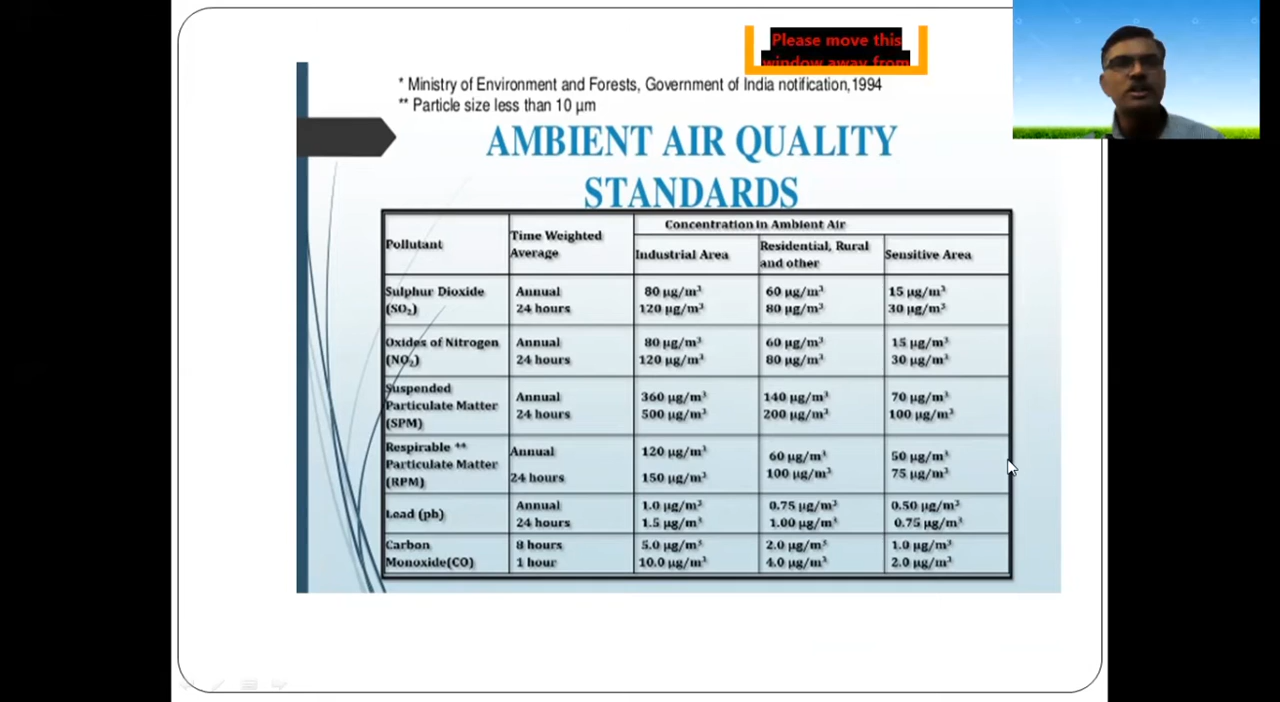 Please move this
window away from
* Ministry of Environment and Forests, Government of India notification,1994
** Particle size less than 10 µm
AMBIENT AIR QUALITY
STANDARDS
Pollutant Time Weighted Average Concentration in Ambient Air
Industrial Area Residential, Rural and other Sensitive Area
Sulphur Dioxide Annual 80 µg/m³ 60 µg/m³ 15 µg/m³
(SO₂) 24 hours 120 µg/m³ 80 µg/m³ 30 µg/m³
Oxides of Nitrogen Annual 80 µg/m³ 60 µg/m³ 15 µg/m³
(NO₂) 24 hours 120 µg/m³ 80 µg/m³ 30 µg/m³
Suspended
Particulate Matter Annual 360 µg/m³ 140 µg/m³ 70 µg/m³
(SPM) 24 hours 500 µg/m³ 200 µg/m³ 100 µg/m³
Respirable ** Annual 120 µg/m³ 60 µg/m³ 50 µg/m³
Particulate Matter
(RPM) 24 hours 150 µg/m³ 100 µg/m³ 75 µg/m³
Lead (pb) Annual 1.0 µg/m³ 0.75 µg/m³ 0.50 µg/m³
24 hours 1.5 µg/m³ 1.00 µg/m³ 0.75 µg/m³
Carbon 8 hours 5.0 µg/m³ 2.0 µg/m³ 1.0 µg/m³
Monoxide(CO) 1 hour 10.0 µg/m³ 4.0 µg/m³ 2.0 µg/m³